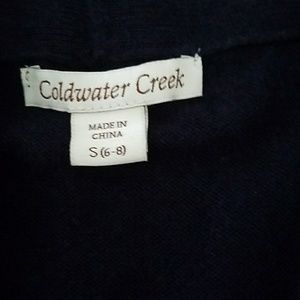 Coldwater Creek
MADE IN
CHINA
S (6-8)